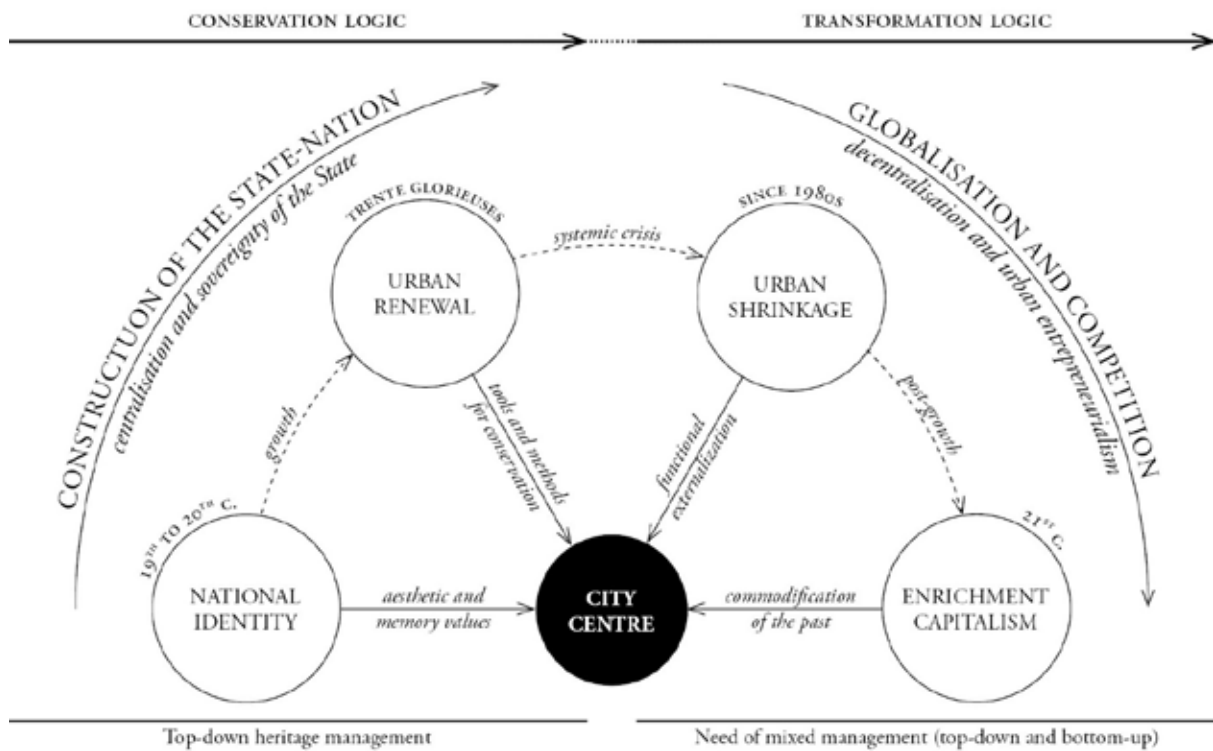 CONSERVATION LOGIC
TRANSFORMATION LOGIC
CONSTRUCTUON OF THE STATE-NATION
centralisation and sovereignty of the State
GLOBALISATION AND COMPETITION
decentralisation and urban entrepreneurialism
TRENTE GLORIEUSES
URBAN
RENEWAL
systemic crisis
SINCE 1980S
URBAN
SHRINKAGE
growth
tools and methods
for conservation
functional
externalization
post-growth
19TH TO 20TH C.
NATIONAL
IDENTITY
aesthetic and
memory values
CITY
CENTRE
commodification
of the past
21ST C.
ENRICHMENT
CAPITALISM
Top-down heritage management
Need of mixed management (top-down and bottom-up)